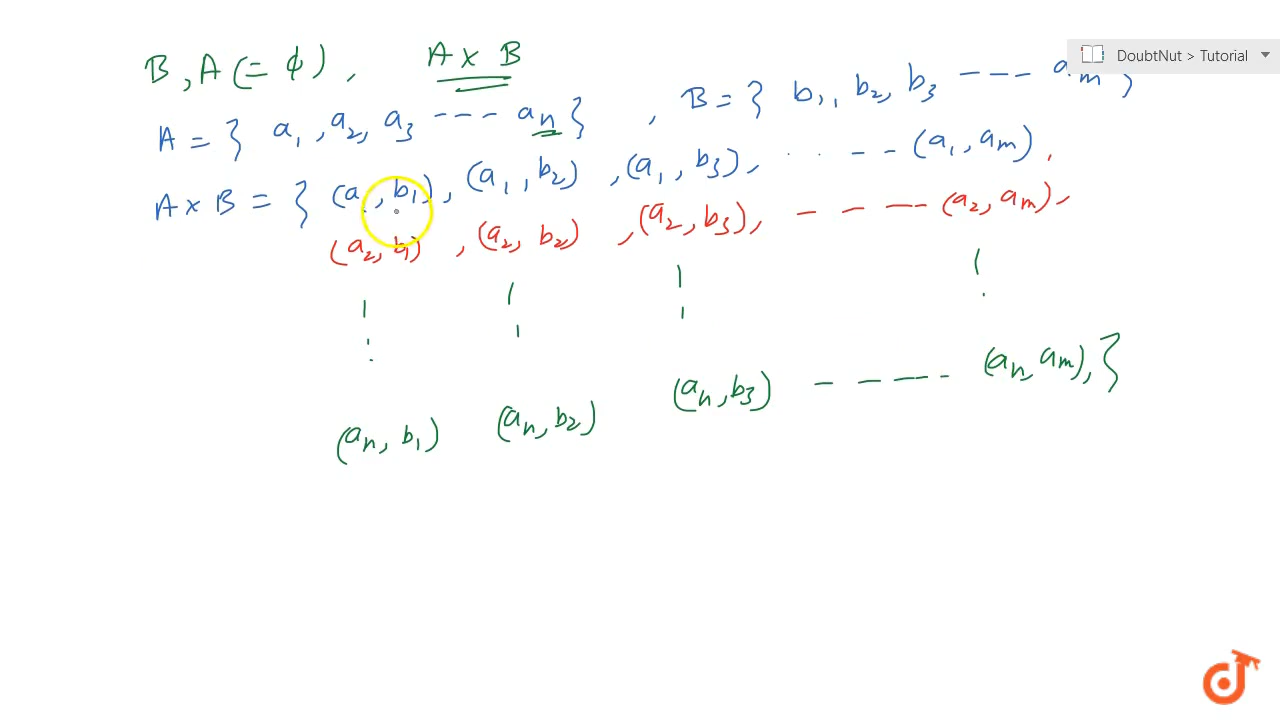 DoubtNut > Tutorial
B, A (= ϕ), A × B
A = { a₁, a₂, a₃ ---- aₙ }, B = { b₁, b₂, b₃ ---- aₘ }
A × B = { (a₁, b₁), (a₁, b₂), (a₁, b₃), ---- (a₁, aₘ),
(a₂, b₁), (a₂, b₂), (a₂, b₃), ---- (a₂, aₘ),
(aₙ, b₁) (aₙ, b₂) (aₙ, b₃) ----- (aₙ, aₘ), }